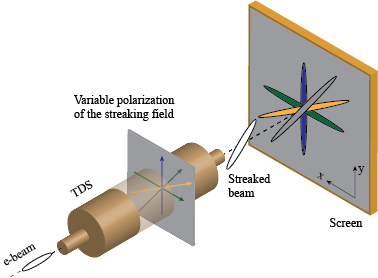 Variable polarization
of the streaking field
TDS
e-beam
Streaked
beam
y
x
Screen